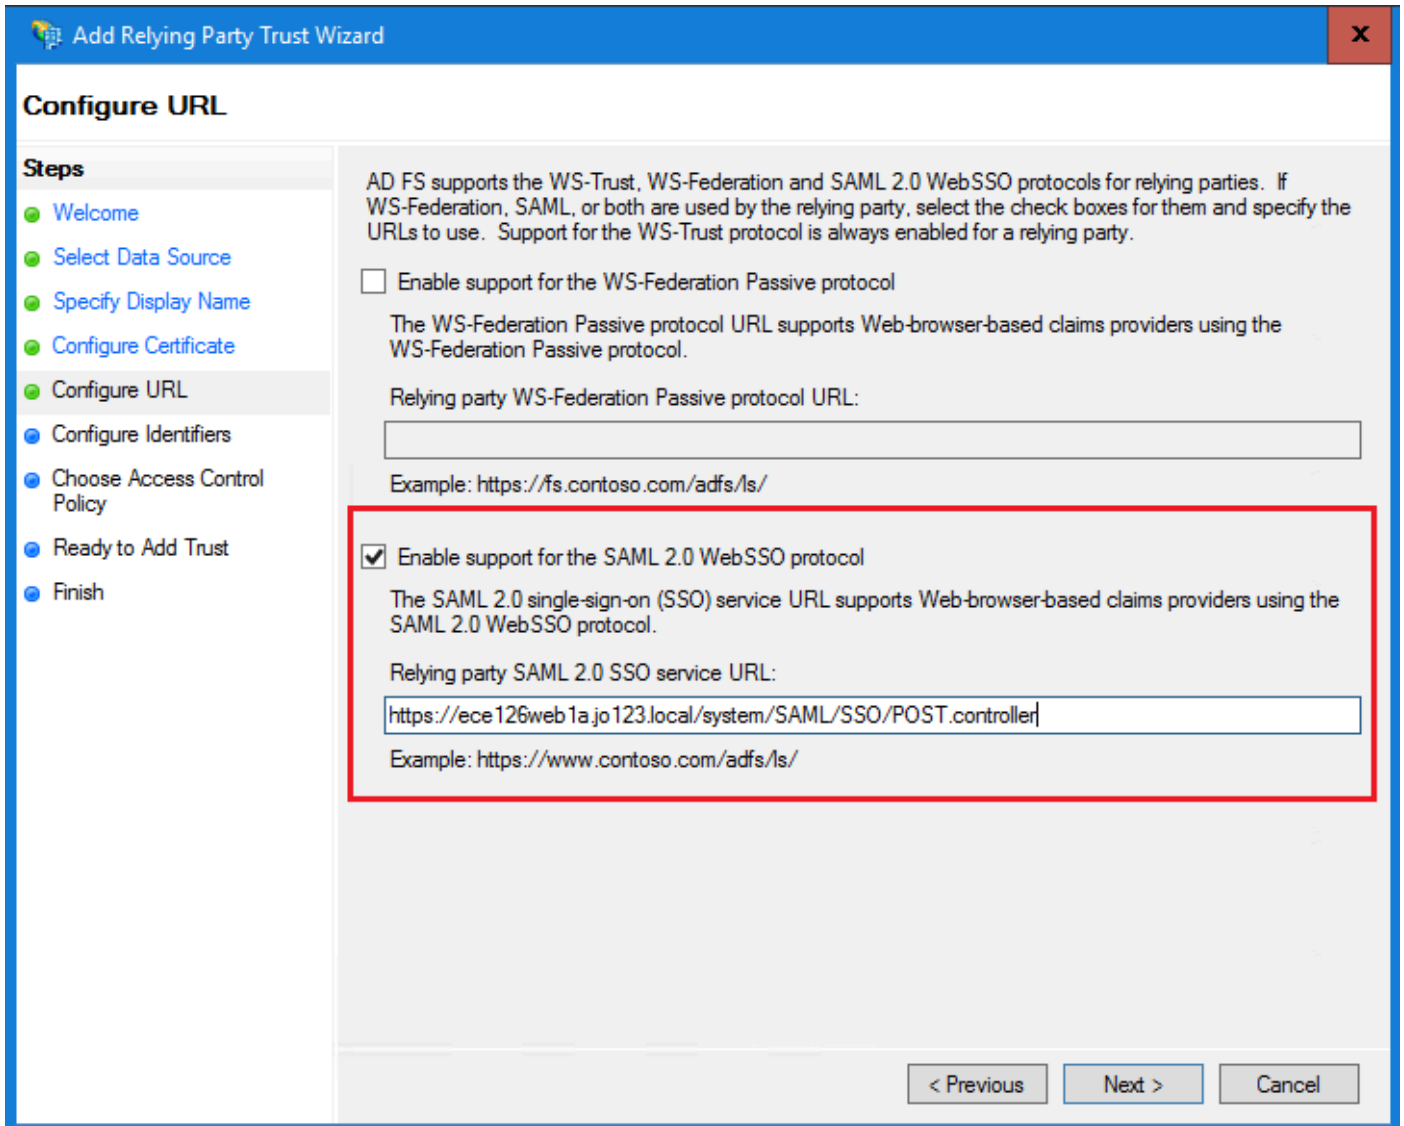 Add Relying Party Trust Wizard
x
Configure URL
Steps
Welcome
Select Data Source
Specify Display Name
Configure Certificate
Configure URL
Configure Identifiers
Choose Access Control
Policy
Ready to Add Trust
Finish
AD FS supports the WS-Trust, WS-Federation and SAML 2.0 WebSSO protocols for relying parties.  If
WS-Federation, SAML, or both are used by the relying party, select the check boxes for them and specify the
URLs to use.  Support for the WS-Trust protocol is always enabled for a relying party.
Enable support for the WS-Federation Passive protocol
The WS-Federation Passive protocol URL supports Web-browser-based claims providers using the
WS-Federation Passive protocol.
Relying party WS-Federation Passive protocol URL:
Example: https://fs.contoso.com/adfs/ls/
Enable support for the SAML 2.0 WebSSO protocol
The SAML 2.0 single-sign-on (SSO) service URL supports Web-browser-based claims providers using the
SAML 2.0 WebSSO protocol.
Relying party SAML 2.0 SSO service URL:
https://ece126web1a.jo123.local/system/SAML/SSO/POST.controller
Example: https://www.contoso.com/adfs/ls/
< Previous
Next >
Cancel